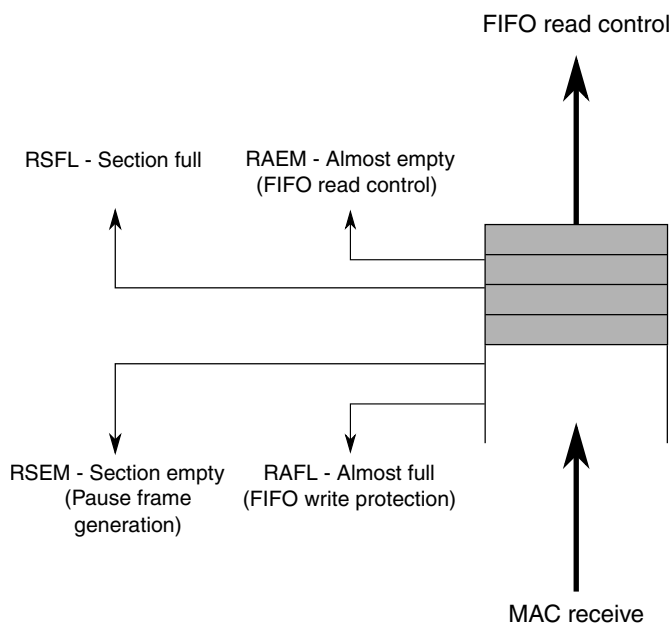 FIFO read control
RSFL - Section full
RAEM - Almost empty
(FIFO read control)
RSEM - Section empty
(Pause frame
generation)
RAFL - Almost full
(FIFO write protection)
MAC receive